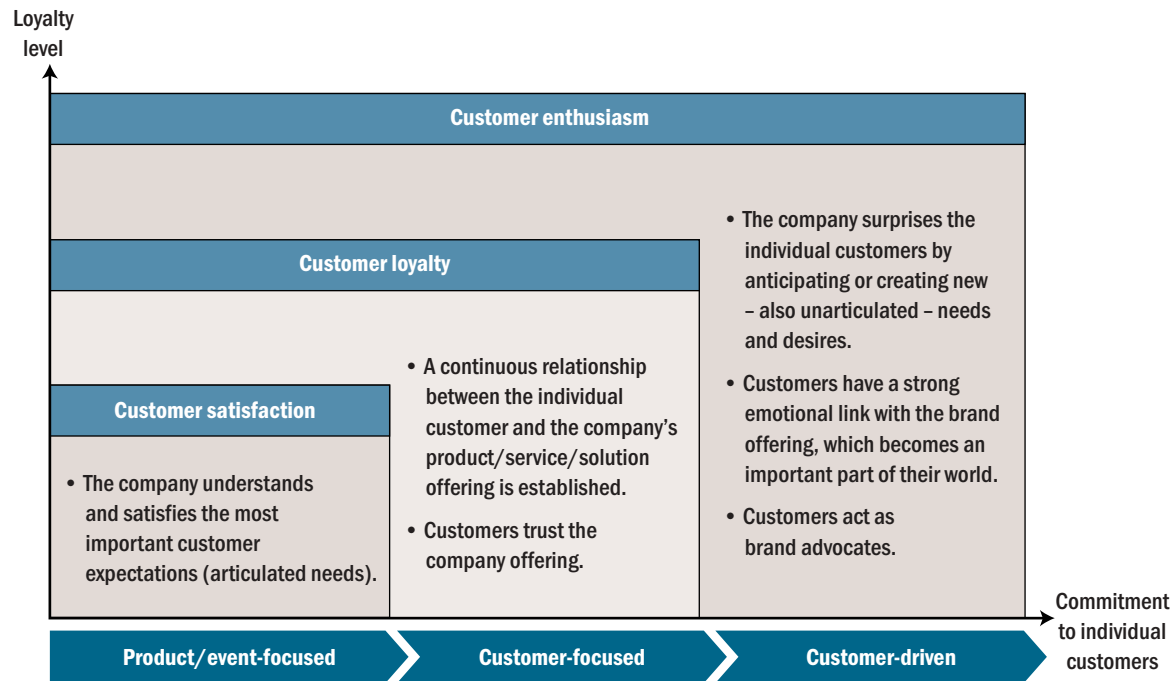 Loyalty
level
Customer enthusiasm
Customer loyalty
Customer satisfaction
• The company understands
and satisfies the most
important customer
expectations (articulated needs).
• A continuous relationship
between the individual
customer and the company’s
product/service/solution
offering is established.
• Customers trust the
company offering.
• The company surprises the
individual customers by
anticipating or creating new
– also unarticulated – needs
and desires.
• Customers have a strong
emotional link with the brand
offering, which becomes an
important part of their world.
• Customers act as
brand advocates.
Commitment
to individual
customers
Product/event-focused
Customer-focused
Customer-driven